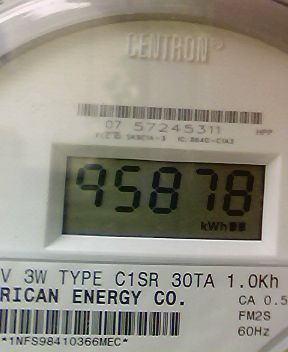 CENTRON®
07 57245311 HPP
95878
kWh
V 3W TYPE C1SR 30TA 1.0Kh
RICAN ENERGY CO. CA 0.5
FM2S
*1NFS98410366MEC* 60Hz